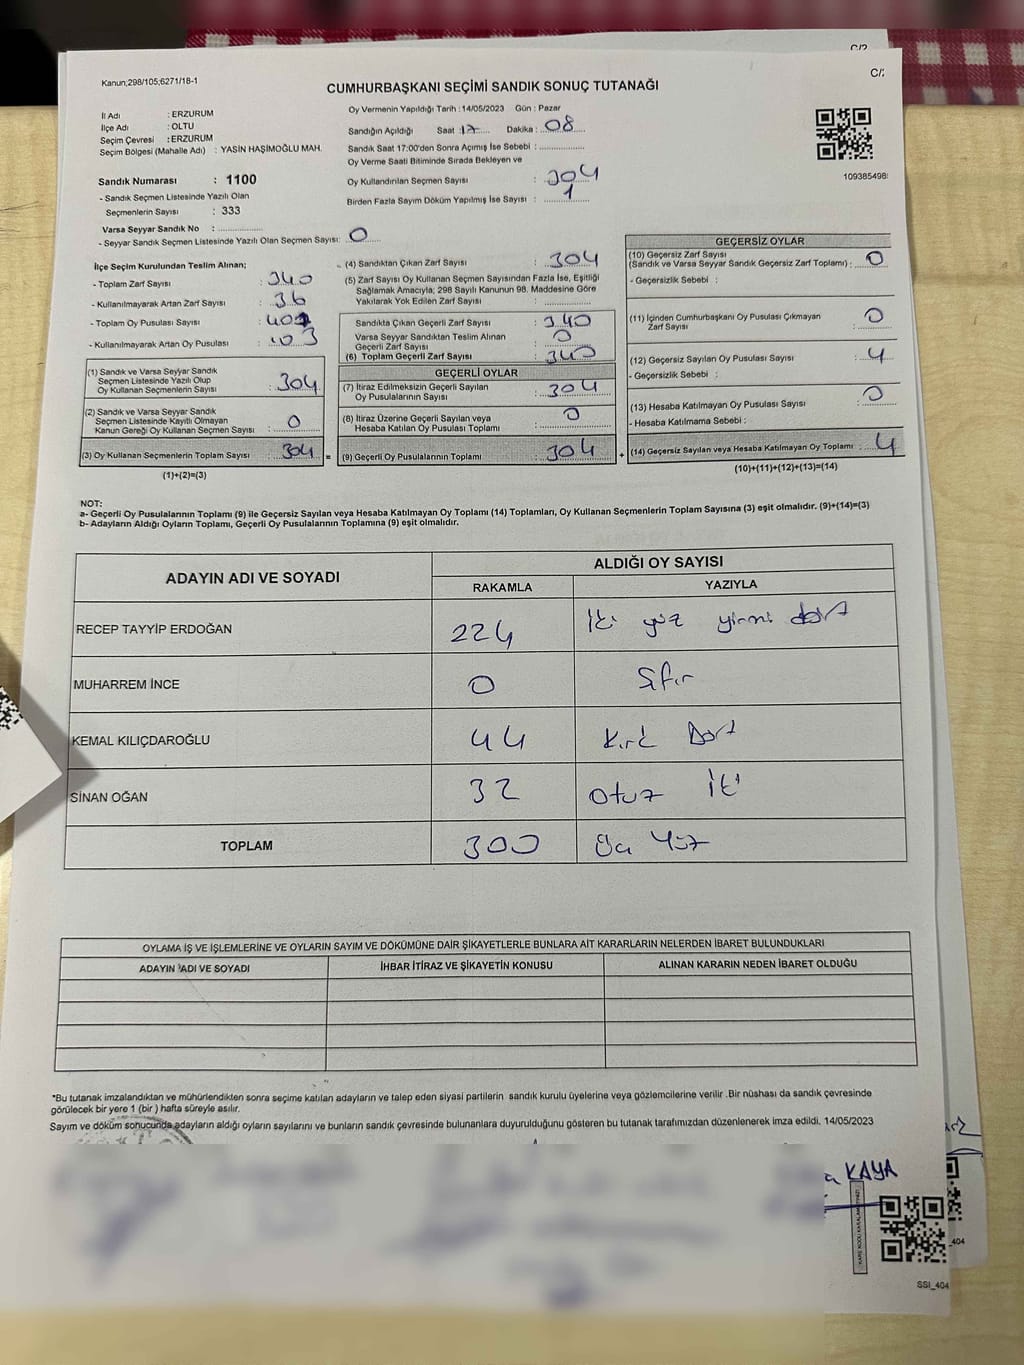 C/2
Kanun;298/105;6271/18-1
C/2
CUMHURBAŞKANI SEÇİMİ SANDIK SONUÇ TUTANAĞI
İl Adı : ERZURUM
İlçe Adı : OLTU
Seçim Çevresi : ERZURUM
Seçim Bölgesi (Mahalle Adı) : YASİN HAŞİMOĞLU MAH.
Sandık Numarası : 1100
- Sandık Seçmen Listesinde Yazılı Olan
Seçmenlerin Sayısı : 333
Varsa Seyyar Sandık No :
- Seyyar Sandık Seçmen Listesinde Yazılı Olan Seçmen Sayısı: 0
Oy Vermenin Yapıldığı Tarih : 14/05/2023 Gün : Pazar
Sandığın Açıldığı Saat : 17 Dakika : 08
Sandık Saat 17:00'den Sonra Açımış İse Sebebi :
Oy Verme Saati Bitiminde Sırada Bekleyen ve
Oy Kullandırılan Seçmen Sayısı : 304
Birden Fazla Sayım Döküm Yapılmış İse Sayısı : 1
109385498
İlçe Seçim Kurulundan Teslim Alınan;
- Toplam Zarf Sayısı : 340
- Kullanılmayarak Artan Zarf Sayısı : 36
- Toplam Oy Pusulası Sayısı :
- Kullanılmayarak Artan Oy Pusulası : 103
(1) Sandık ve Varsa Seyyar Sandık
Seçmen Listesinde Yazılı Olup
Oy Kullanan Seçmenlerin Sayısı : 304
(2) Sandık ve Varsa Seyyar Sandık
Seçmen Listesinde Kayıtlı Olmayan
Kanun Gereği Oy Kullanan Seçmen Sayısı : 0
(3) Oy Kullanan Seçmenlerin Toplam Sayısı : 304 =
(1)+(2)=(3)
(4) Sandıktan Çıkan Zarf Sayısı : 304
(5) Zarf Sayısı Oy Kullanan Seçmen Sayısından Fazla İse, Eşitliği
Sağlamak Amacıyla; 298 Sayılı Kanunun 98. Maddesine Göre
Yakılarak Yok Edilen Zarf Sayısı :
Sandıkta Çıkan Geçerli Zarf Sayısı : 340
Varsa Seyyar Sandıktan Teslim Alınan
Geçerli Zarf Sayısı : 0
(6) Toplam Geçerli Zarf Sayısı : 340
GEÇERLİ OYLAR
(7) İtiraz Edilmeksizin Geçerli Sayılan
Oy Pusulalarının Sayısı : 304
(8) İtiraz Üzerine Geçerli Sayılan veya
Hesaba Katılan Oy Pusulası Toplamı : 0
(9) Geçerli Oy Pusulalarının Toplamı : 304 +
GEÇERSİZ OYLAR
(10) Geçersiz Zarf Sayısı
(Sandık ve Varsa Seyyar Sandık Geçersiz Zarf Toplamı) : 0
- Geçersizlik Sebebi :
(11) İçinden Cumhurbaşkanı Oy Pusulası Çıkmayan
Zarf Sayısı : 0
(12) Geçersiz Sayılan Oy Pusulası Sayısı : 4
- Geçersizlik Sebebi :
(13) Hesaba Katılmayan Oy Pusulası Sayısı : 0
- Hesaba Katılmama Sebebi :
(14) Geçersiz Sayılan veya Hesaba Katılmayan Oy Toplamı : 4
(10)+(11)+(12)+(13)=(14)
NOT:
a- Geçerli Oy Pusulalarının Toplamı (9) ile Geçersiz Sayılan veya Hesaba Katılmayan Oy Toplamı (14) Toplamları, Oy Kullanan Seçmenlerin Toplam Sayısına (3) eşit olmalıdır. (9)+(14)=(3)
b- Adayların Aldığı Oyların Toplamı, Geçerli Oy Pusulalarının Toplamına (9) eşit olmalıdır.
ADAYIN ADI VE SOYADI
ALDIĞI OY SAYISI
RAKAMLA YAZIYLA
RECEP TAYYİP ERDOĞAN 224 İki yüz yirmi dört
MUHARREM İNCE 0 Sıfır
KEMAL KILIÇDAROĞLU 44 Kırk Dört
SİNAN OĞAN 32 Otuz İki
TOPLAM 300 Üç Yüz
OYLAMA İŞ VE İŞLEMLERİNE VE OYLARIN SAYIM VE DÖKÜMÜNE DAİR ŞİKAYETLERLE BUNLARA AİT KARARLARIN NELERDEN İBARET BULUNDUKLARI
ADAYIN ADI VE SOYADI İHBAR İTİRAZ VE ŞİKAYETİN KONUSU ALINAN KARARIN NEDEN İBARET OLDUĞU
*Bu tutanak imzalandıktan ve mühürlendikten sonra seçime katılan adayların ve talep eden siyasi partilerin sandık kurulu üyelerine veya gözlemcilerine verilir .Bir nüshası da sandık çevresinde
görülecek bir yere 1 (bir ) hafta süreyle asılır.
Sayım ve döküm sonucunda adayların aldığı oyların sayılarını ve bunların sandık çevresinde bulunanlara duyurulduğunu gösteren bu tutanak tarafımızdan düzenlenerek imza edildi. 14/05/2023
KAYA
_404
SSI_404